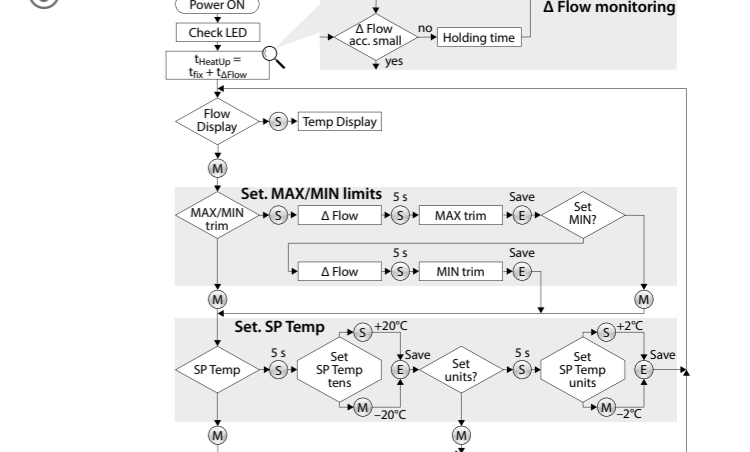 Power ON
Δ Flow monitoring
Check LED
Δ Flow
acc. small
no
Holding time
yes
tHeatUp =
tfix + tΔFlow
Flow
Display
S
Temp Display
M
Set. MAX/MIN limits
MAX/MIN
trim
S
Δ Flow
5 s
S
MAX trim
Save
E
Set
MIN?
Δ Flow
5 s
S
MIN trim
Save
E
M
M
Set. SP Temp
SP Temp
5 s
S
Set
SP Temp
tens
S
+20°C
M
–20°C
Save
E
Set
units?
5 s
S
Set
SP Temp
units
S
+2°C
M
–2°C
Save
E
M
M